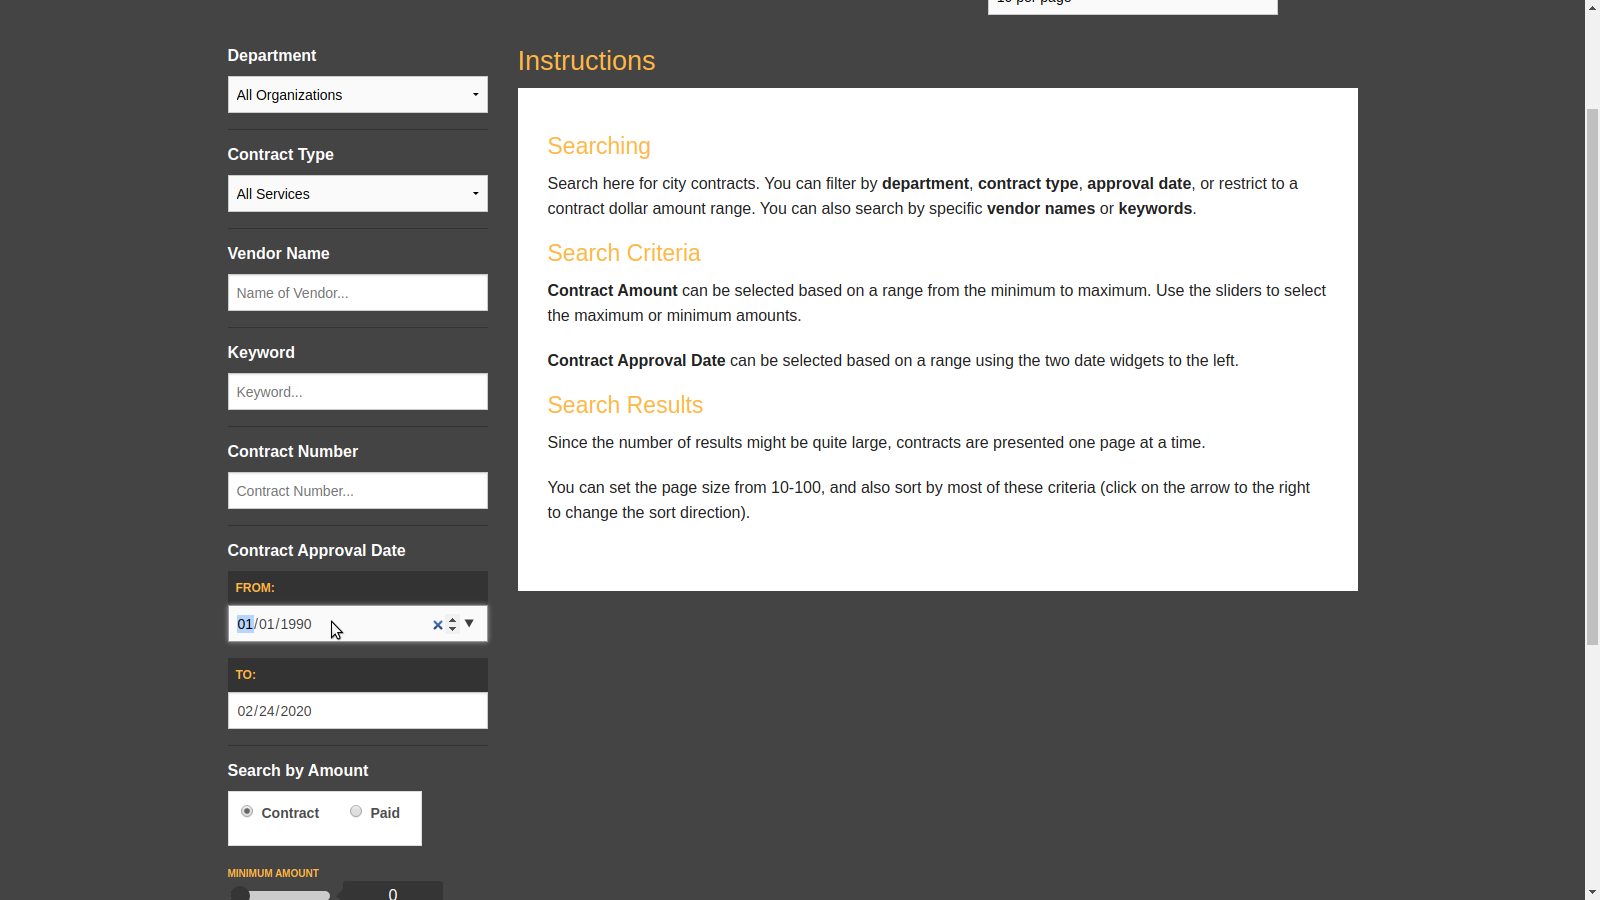 Department
All Organizations
Contract Type
All Services
Vendor Name
Name of Vendor...
Keyword
Keyword...
Contract Number
Contract Number...
Contract Approval Date
FROM:
01/01/1990
TO:
02/24/2020
Search by Amount
Contract
Paid
MINIMUM AMOUNT
0
Instructions
Searching
Search here for city contracts. You can filter by department, contract type, approval date, or restrict to a
contract dollar amount range. You can also search by specific vendor names or keywords.
Search Criteria
Contract Amount can be selected based on a range from the minimum to maximum. Use the sliders to select
the maximum or minimum amounts.
Contract Approval Date can be selected based on a range using the two date widgets to the left.
Search Results
Since the number of results might be quite large, contracts are presented one page at a time.
You can set the page size from 10-100, and also sort by most of these criteria (click on the arrow to the right
to change the sort direction).